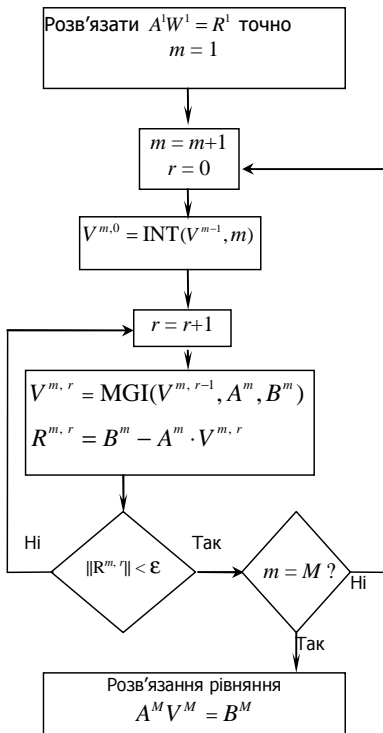 Розв'язати A¹W¹ = R¹ точно
m = 1
m = m+1
r = 0
V^{m,0} = INT(V^{m-1}, m)
r = r+1
V^{m, r} = MGI(V^{m, r-1}, A^m, B^m)
R^{m, r} = B^m − A^m · V^{m, r}
Ні
||R^{m, r}|| < ε
Так
m = M ?
Ні
Так
Розв'язання рівняння
A^M V^M = B^M